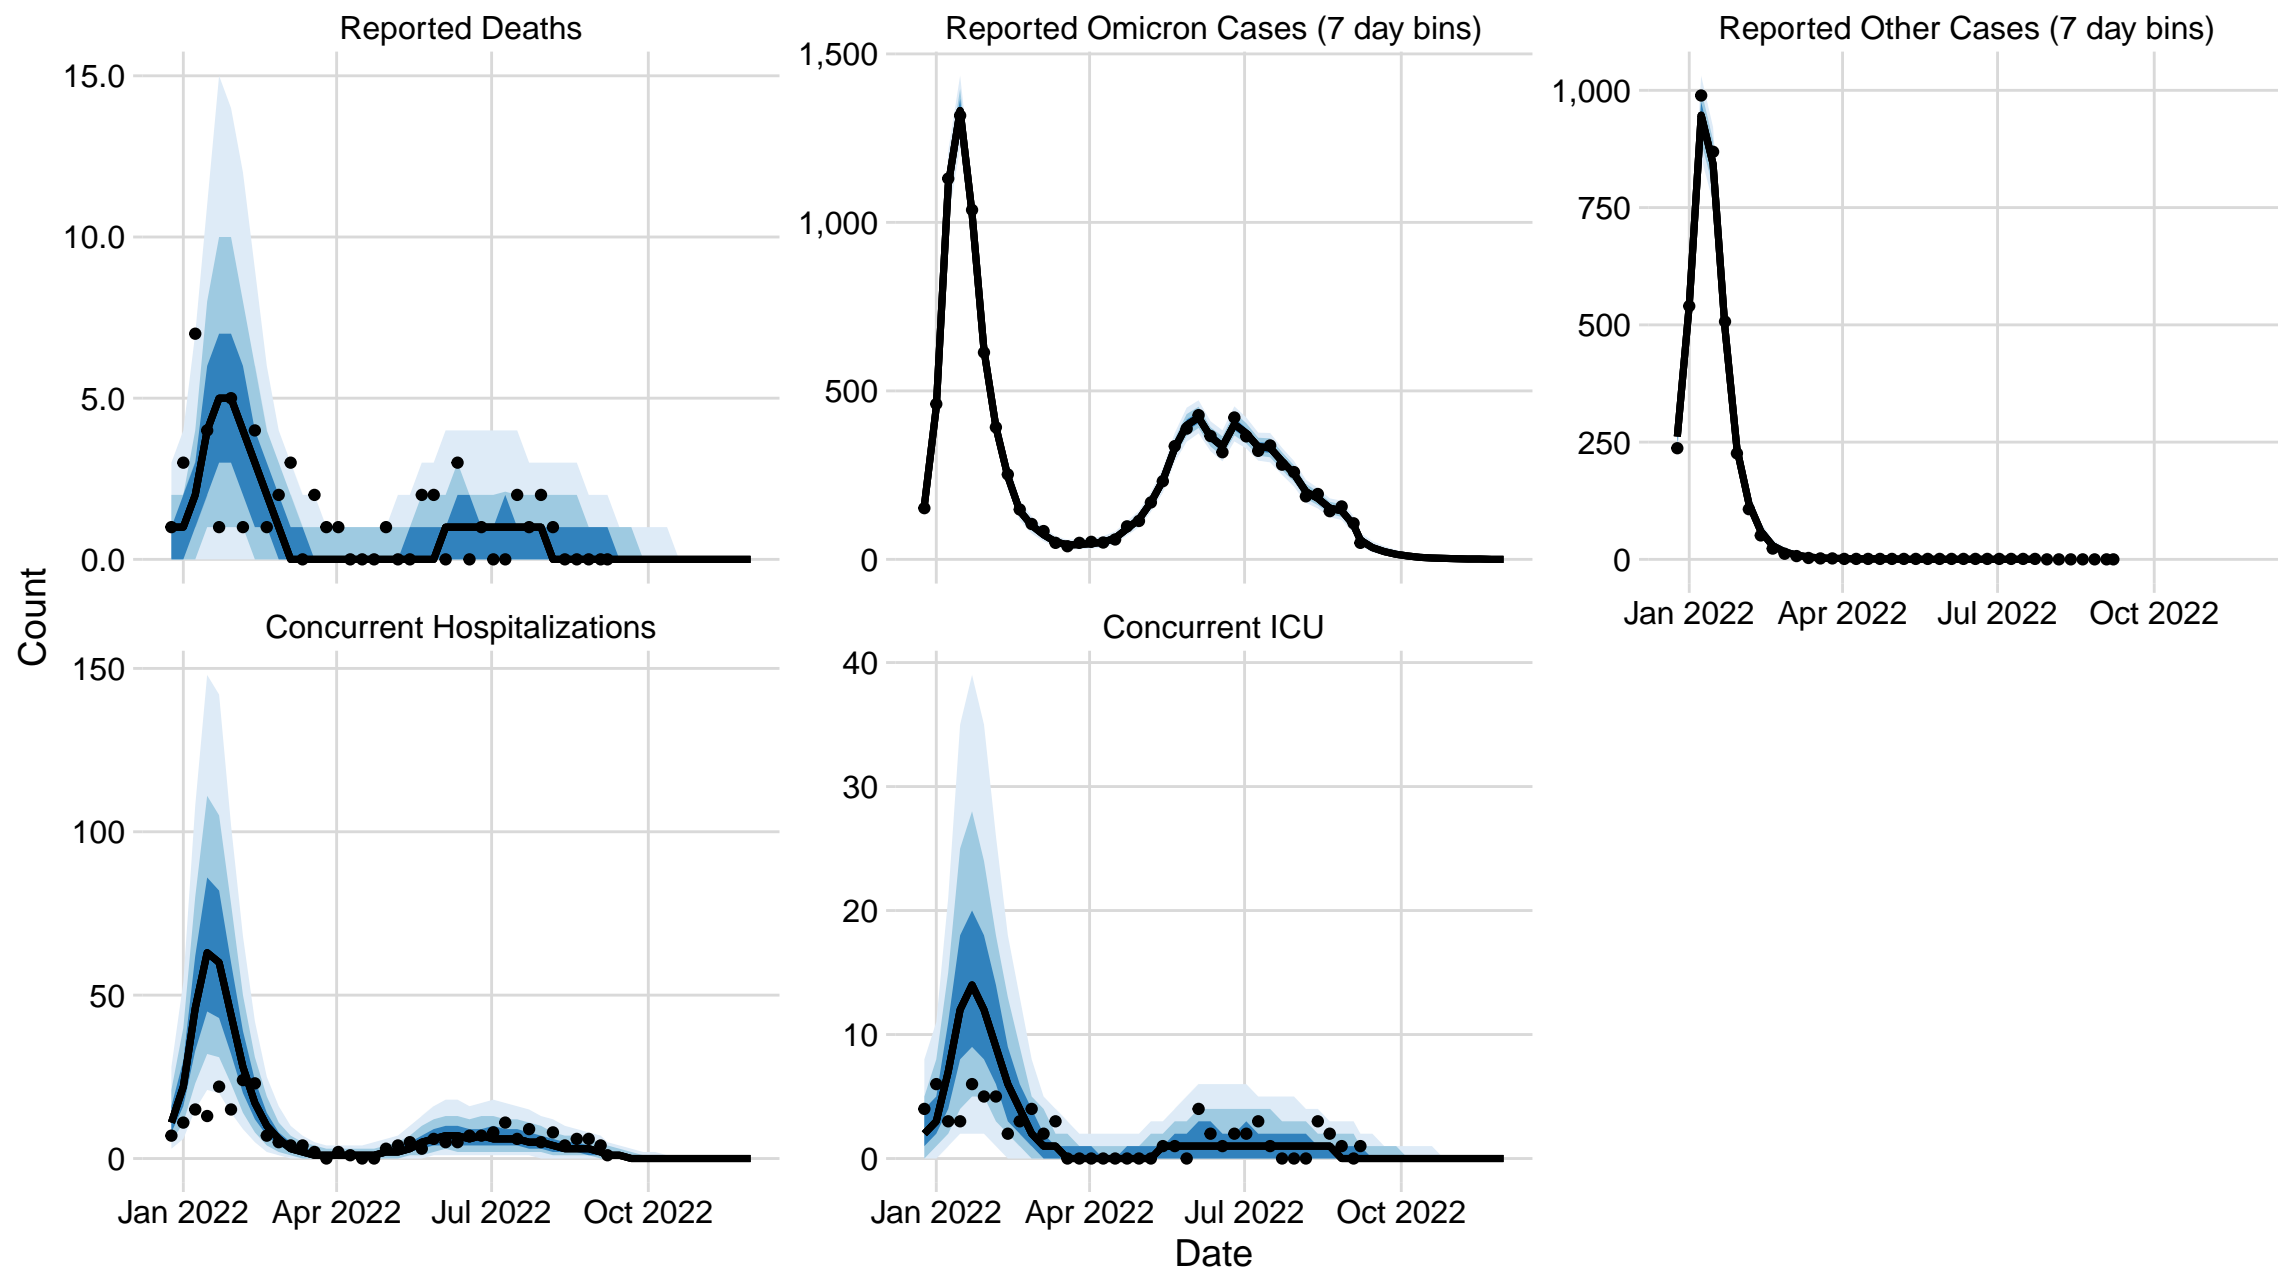 Reported Deaths
15.0
10.0
5.0
0.0
Reported Omicron Cases (7 day bins)
1,500
1,000
500
0
Reported Other Cases (7 day bins)
1,000
750
500
250
0
Jan 2022 Apr 2022 Jul 2022 Oct 2022
Count
Concurrent Hospitalizations
150
100
50
0
Jan 2022 Apr 2022 Jul 2022 Oct 2022
Concurrent ICU
40
30
20
10
0
Jan 2022 Apr 2022 Jul 2022 Oct 2022
Date